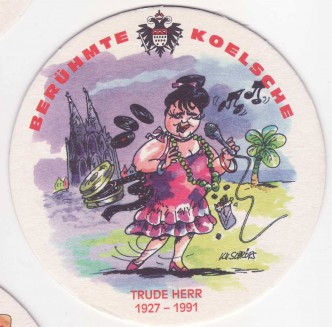 BERÜHMTE KOELSCHE
TRUDE HERR
1927 – 1991